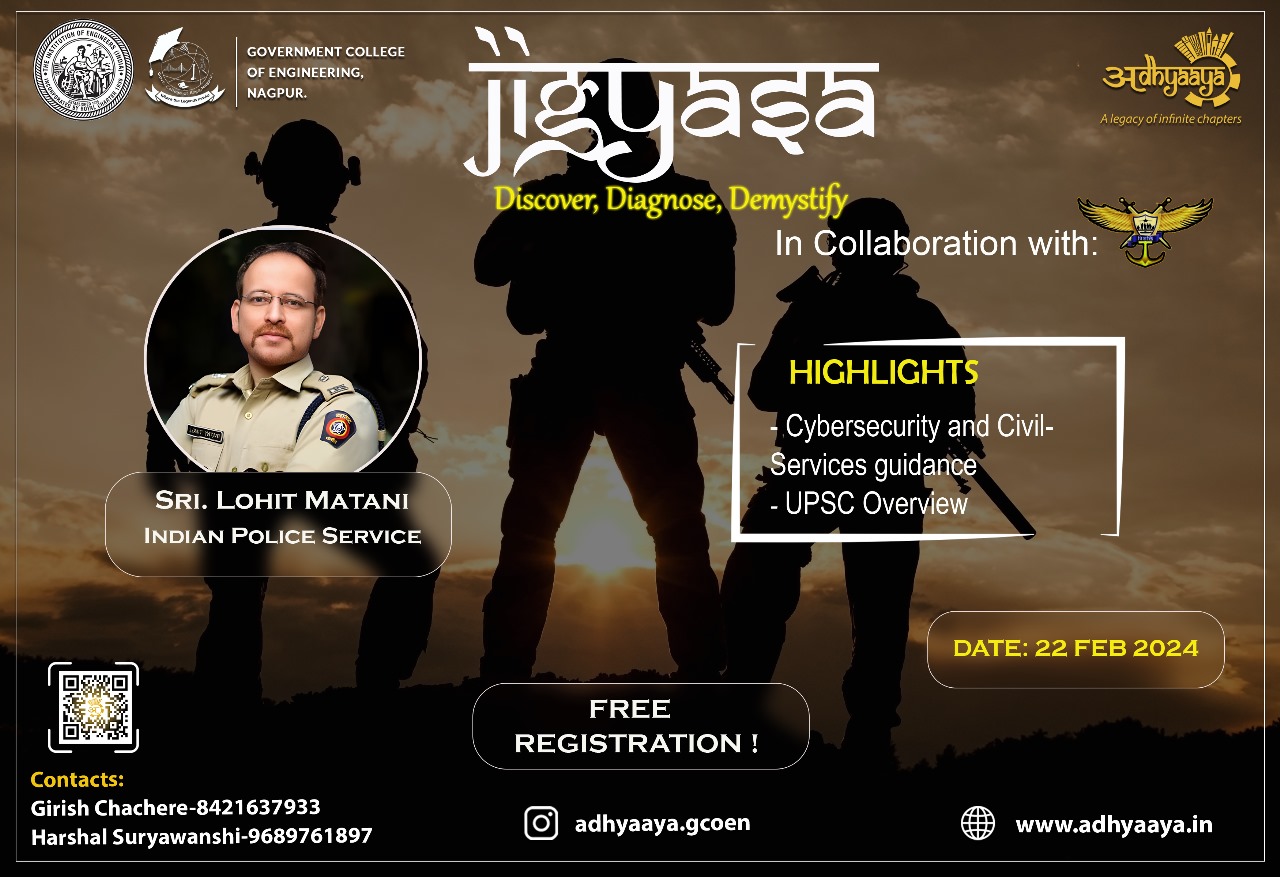 GOVERNMENT COLLEGE
OF ENGINEERING,
NAGPUR.
jigyasa
Discover, Diagnose, Demystify
अdhyaaya
A legacy of infinite chapters
In Collaboration with:
HIGHLIGHTS
- Cybersecurity and Civil-
Services guidance
- UPSC Overview
SRI. LOHIT MATANI
INDIAN POLICE SERVICE
DATE: 22 FEB 2024
FREE
REGISTRATION !
Contacts:
Girish Chachere-8421637933
Harshal Suryawanshi-9689761897
adhyaaya.gcoen
www.adhyaaya.in